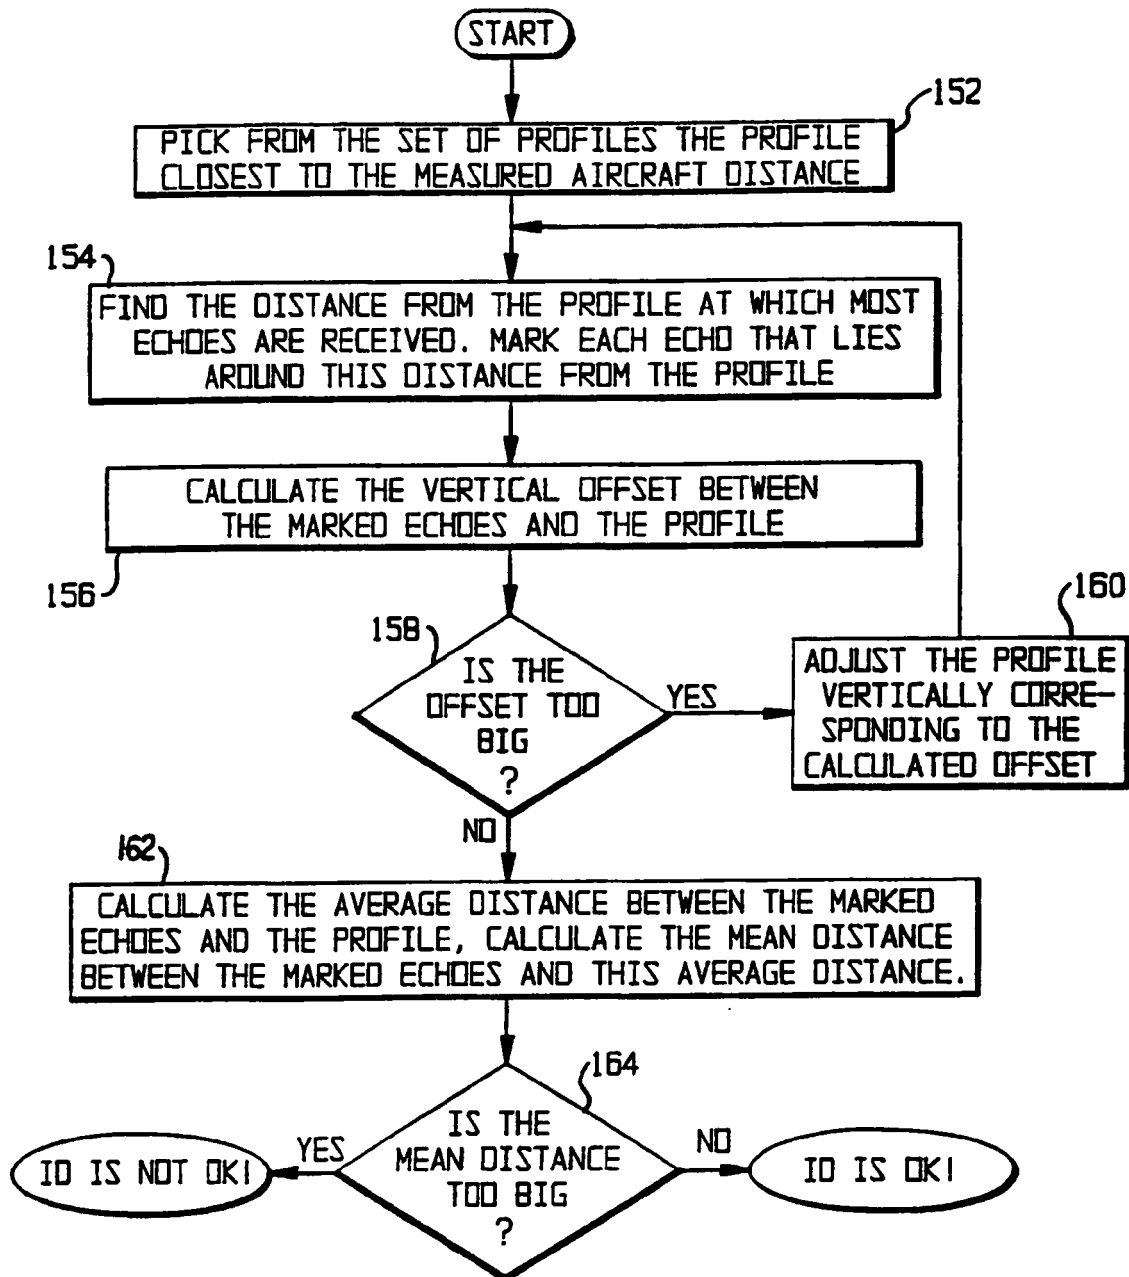 START
152
PICK FROM THE SET OF PROFILES THE PROFILE
CLOSEST TO THE MEASURED AIRCRAFT DISTANCE
154
FIND THE DISTANCE FROM THE PROFILE AT WHICH MOST
ECHOES ARE RECEIVED. MARK EACH ECHO THAT LIES
AROUND THIS DISTANCE FROM THE PROFILE
CALCULATE THE VERTICAL OFFSET BETWEEN
THE MARKED ECHOES AND THE PROFILE
156
158
IS THE
OFFSET TOO
BIG
?
YES
160
ADJUST THE PROFILE
VERTICALLY CORRE-
SPONDING TO THE
CALCULATED OFFSET
NO
162
CALCULATE THE AVERAGE DISTANCE BETWEEN THE MARKED
ECHOES AND THE PROFILE, CALCULATE THE MEAN DISTANCE
BETWEEN THE MARKED ECHOES AND THIS AVERAGE DISTANCE.
164
IS THE
MEAN DISTANCE
TOO BIG
?
YES
ID IS NOT OK!
NO
ID IS OK!